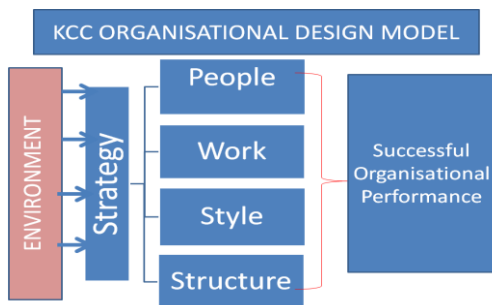 KCC ORGANISATIONAL DESIGN MODEL
ENVIRONMENT
Strategy
People
Work
Style
Structure
Successful
Organisational
Performance